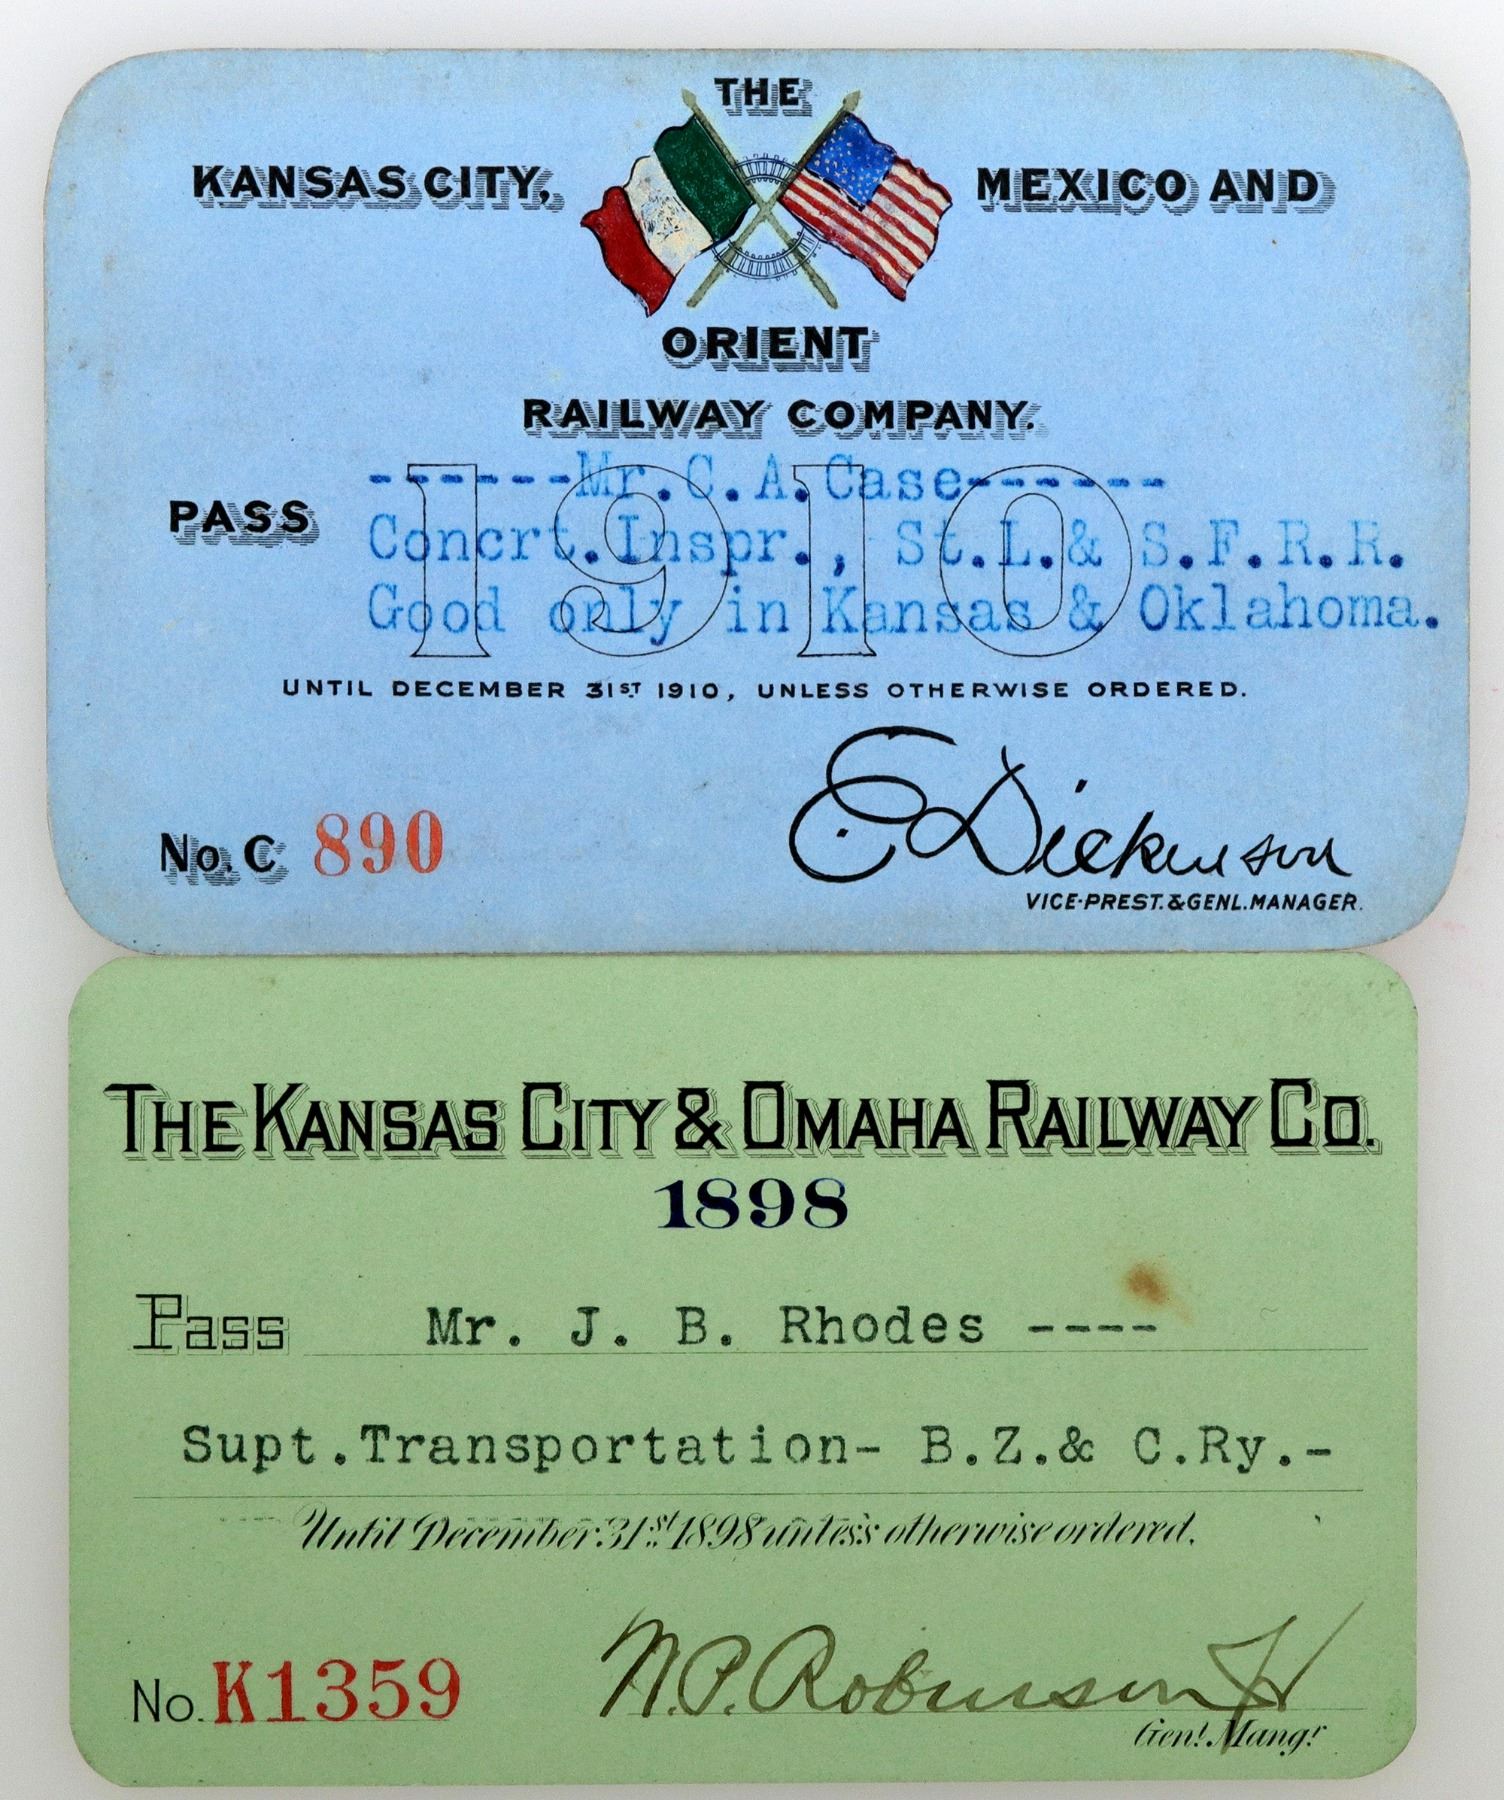 THE
KANSAS CITY, MEXICO AND
ORIENT
RAILWAY COMPANY.
1910
------Mr.C.A.Case------
PASS Concrt.Inspr., St.L.& S.F.R.R.
Good only in Kansas & Oklahoma.
UNTIL DECEMBER 31ST 1910, UNLESS OTHERWISE ORDERED.
No. C 890
E Dickinson
VICE-PREST.&GENL.MANAGER.
THE KANSAS CITY & OMAHA RAILWAY CO.
1898
Pass Mr. J. B. Rhodes ----
Supt.Transportation- B.Z.& C.Ry.-
Until December 31st 1898 unless otherwise ordered.
No. K1359
Robinson
Genl. Mangr.